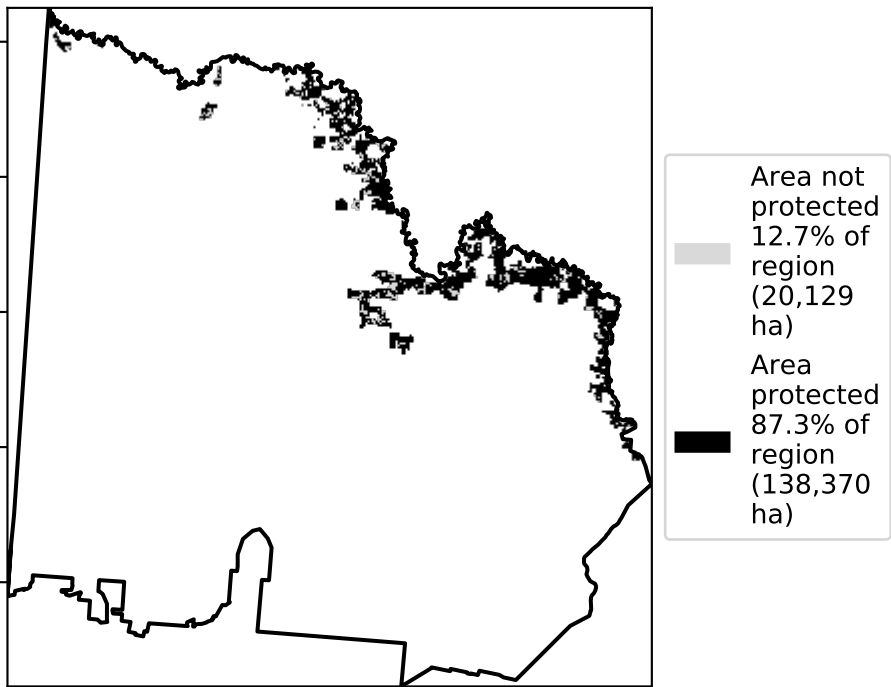 Area not
protected
12.7% of
region
(20,129
ha)
Area
protected
87.3% of
region
(138,370
ha)